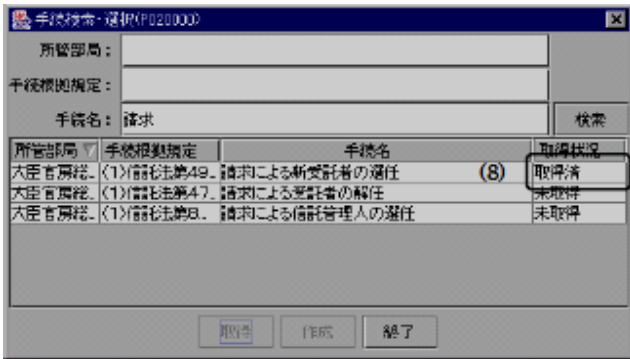 手続検索・選択(P020000)
所管部局：
手続根拠規定：
手続名： 請求 検索
所管部局 ▽ 手続根拠規定 手続名 取得状況
大臣官房総.. (1)信託法第49.. 請求による新受託者の選任 (8) 取得済
大臣官房総.. (1)信託法第47.. 請求による受託者の解任 未取得
大臣官房総.. (1)信託法第8... 請求による信託管理人の選任 未取得
取得 作成 終了